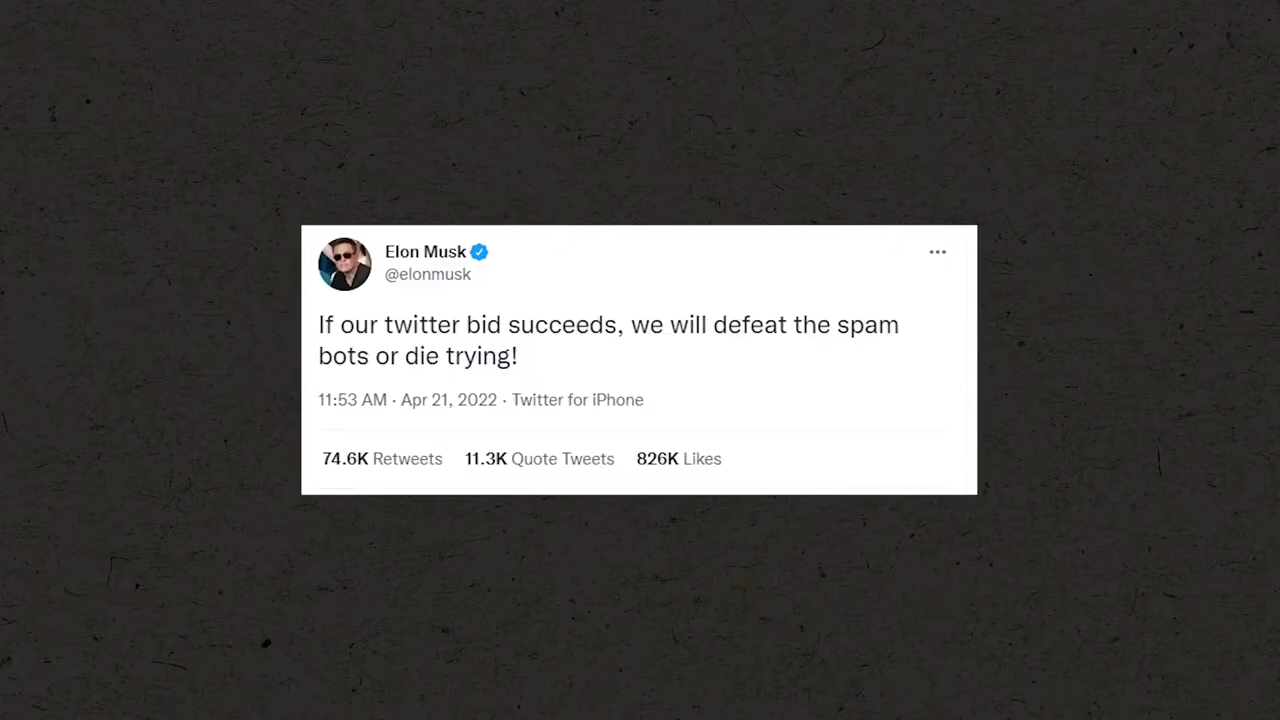 Elon Musk
@elonmusk
If our twitter bid succeeds, we will defeat the spam
bots or die trying!
11:53 AM · Apr 21, 2022 · Twitter for iPhone
74.6K Retweets 11.3K Quote Tweets 826K Likes